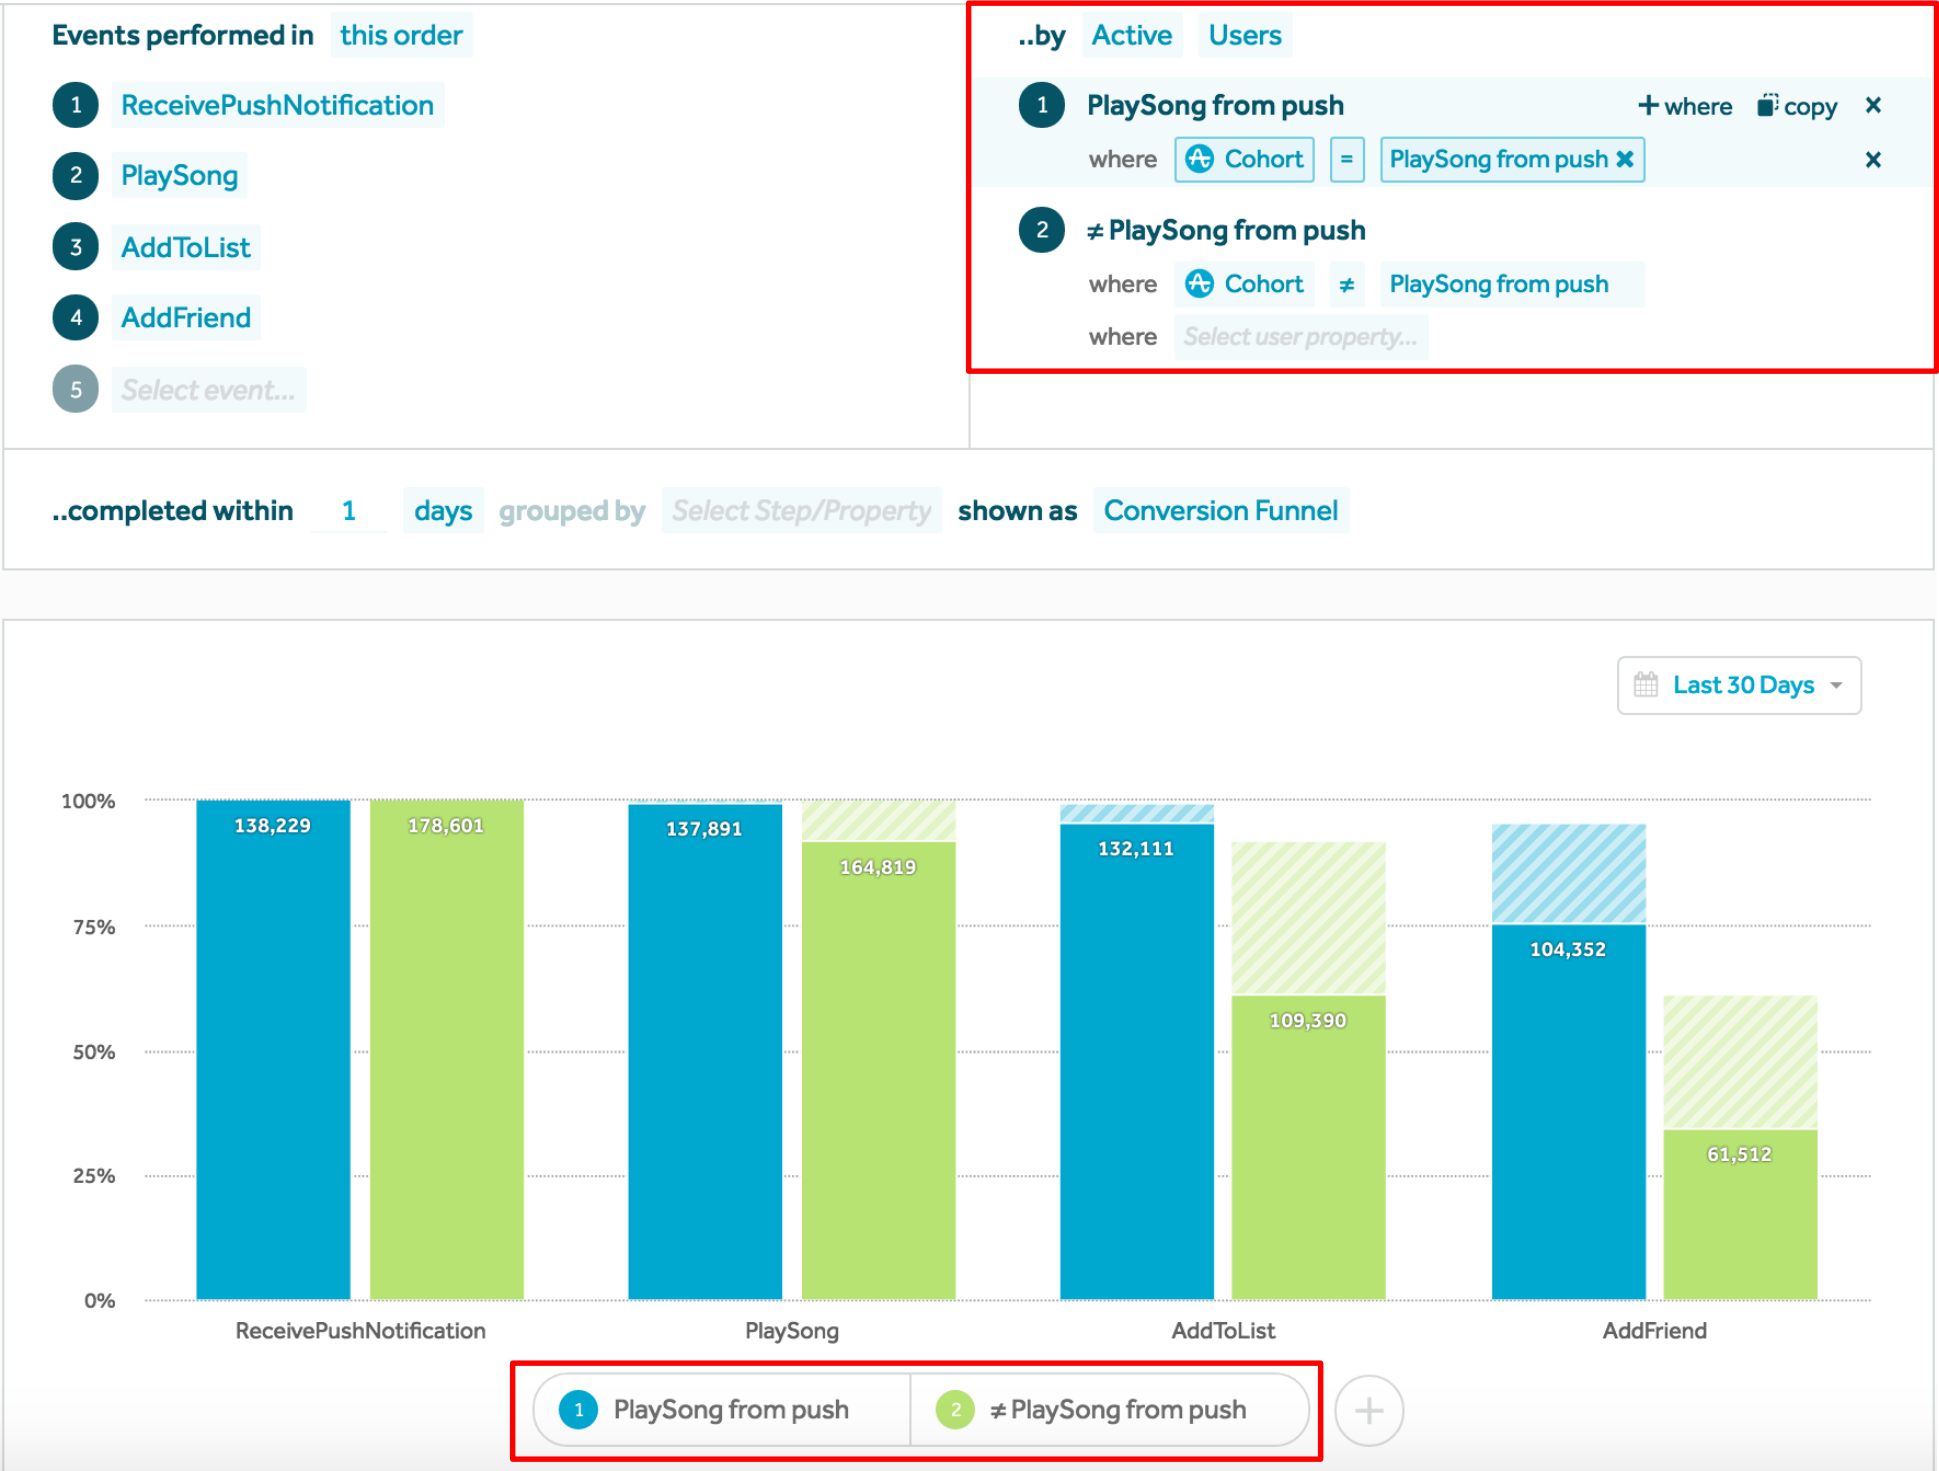 Events performed in this order
1 ReceivePushNotification
2 PlaySong
3 AddToList
4 AddFriend
5 Select event...
..by Active Users
1 PlaySong from push +where copy ×
where Cohort = PlaySong from push × ×
2 ≠ PlaySong from push
where Cohort ≠ PlaySong from push
where Select user property...
..completed within 1 days grouped by Select Step/Property shown as Conversion Funnel
Last 30 Days
100%
75%
50%
25%
0%
138,229 178,601 137,891 164,819 132,111 109,390 104,352 61,512
ReceivePushNotification PlaySong AddToList AddFriend
1 PlaySong from push 2 ≠ PlaySong from push +